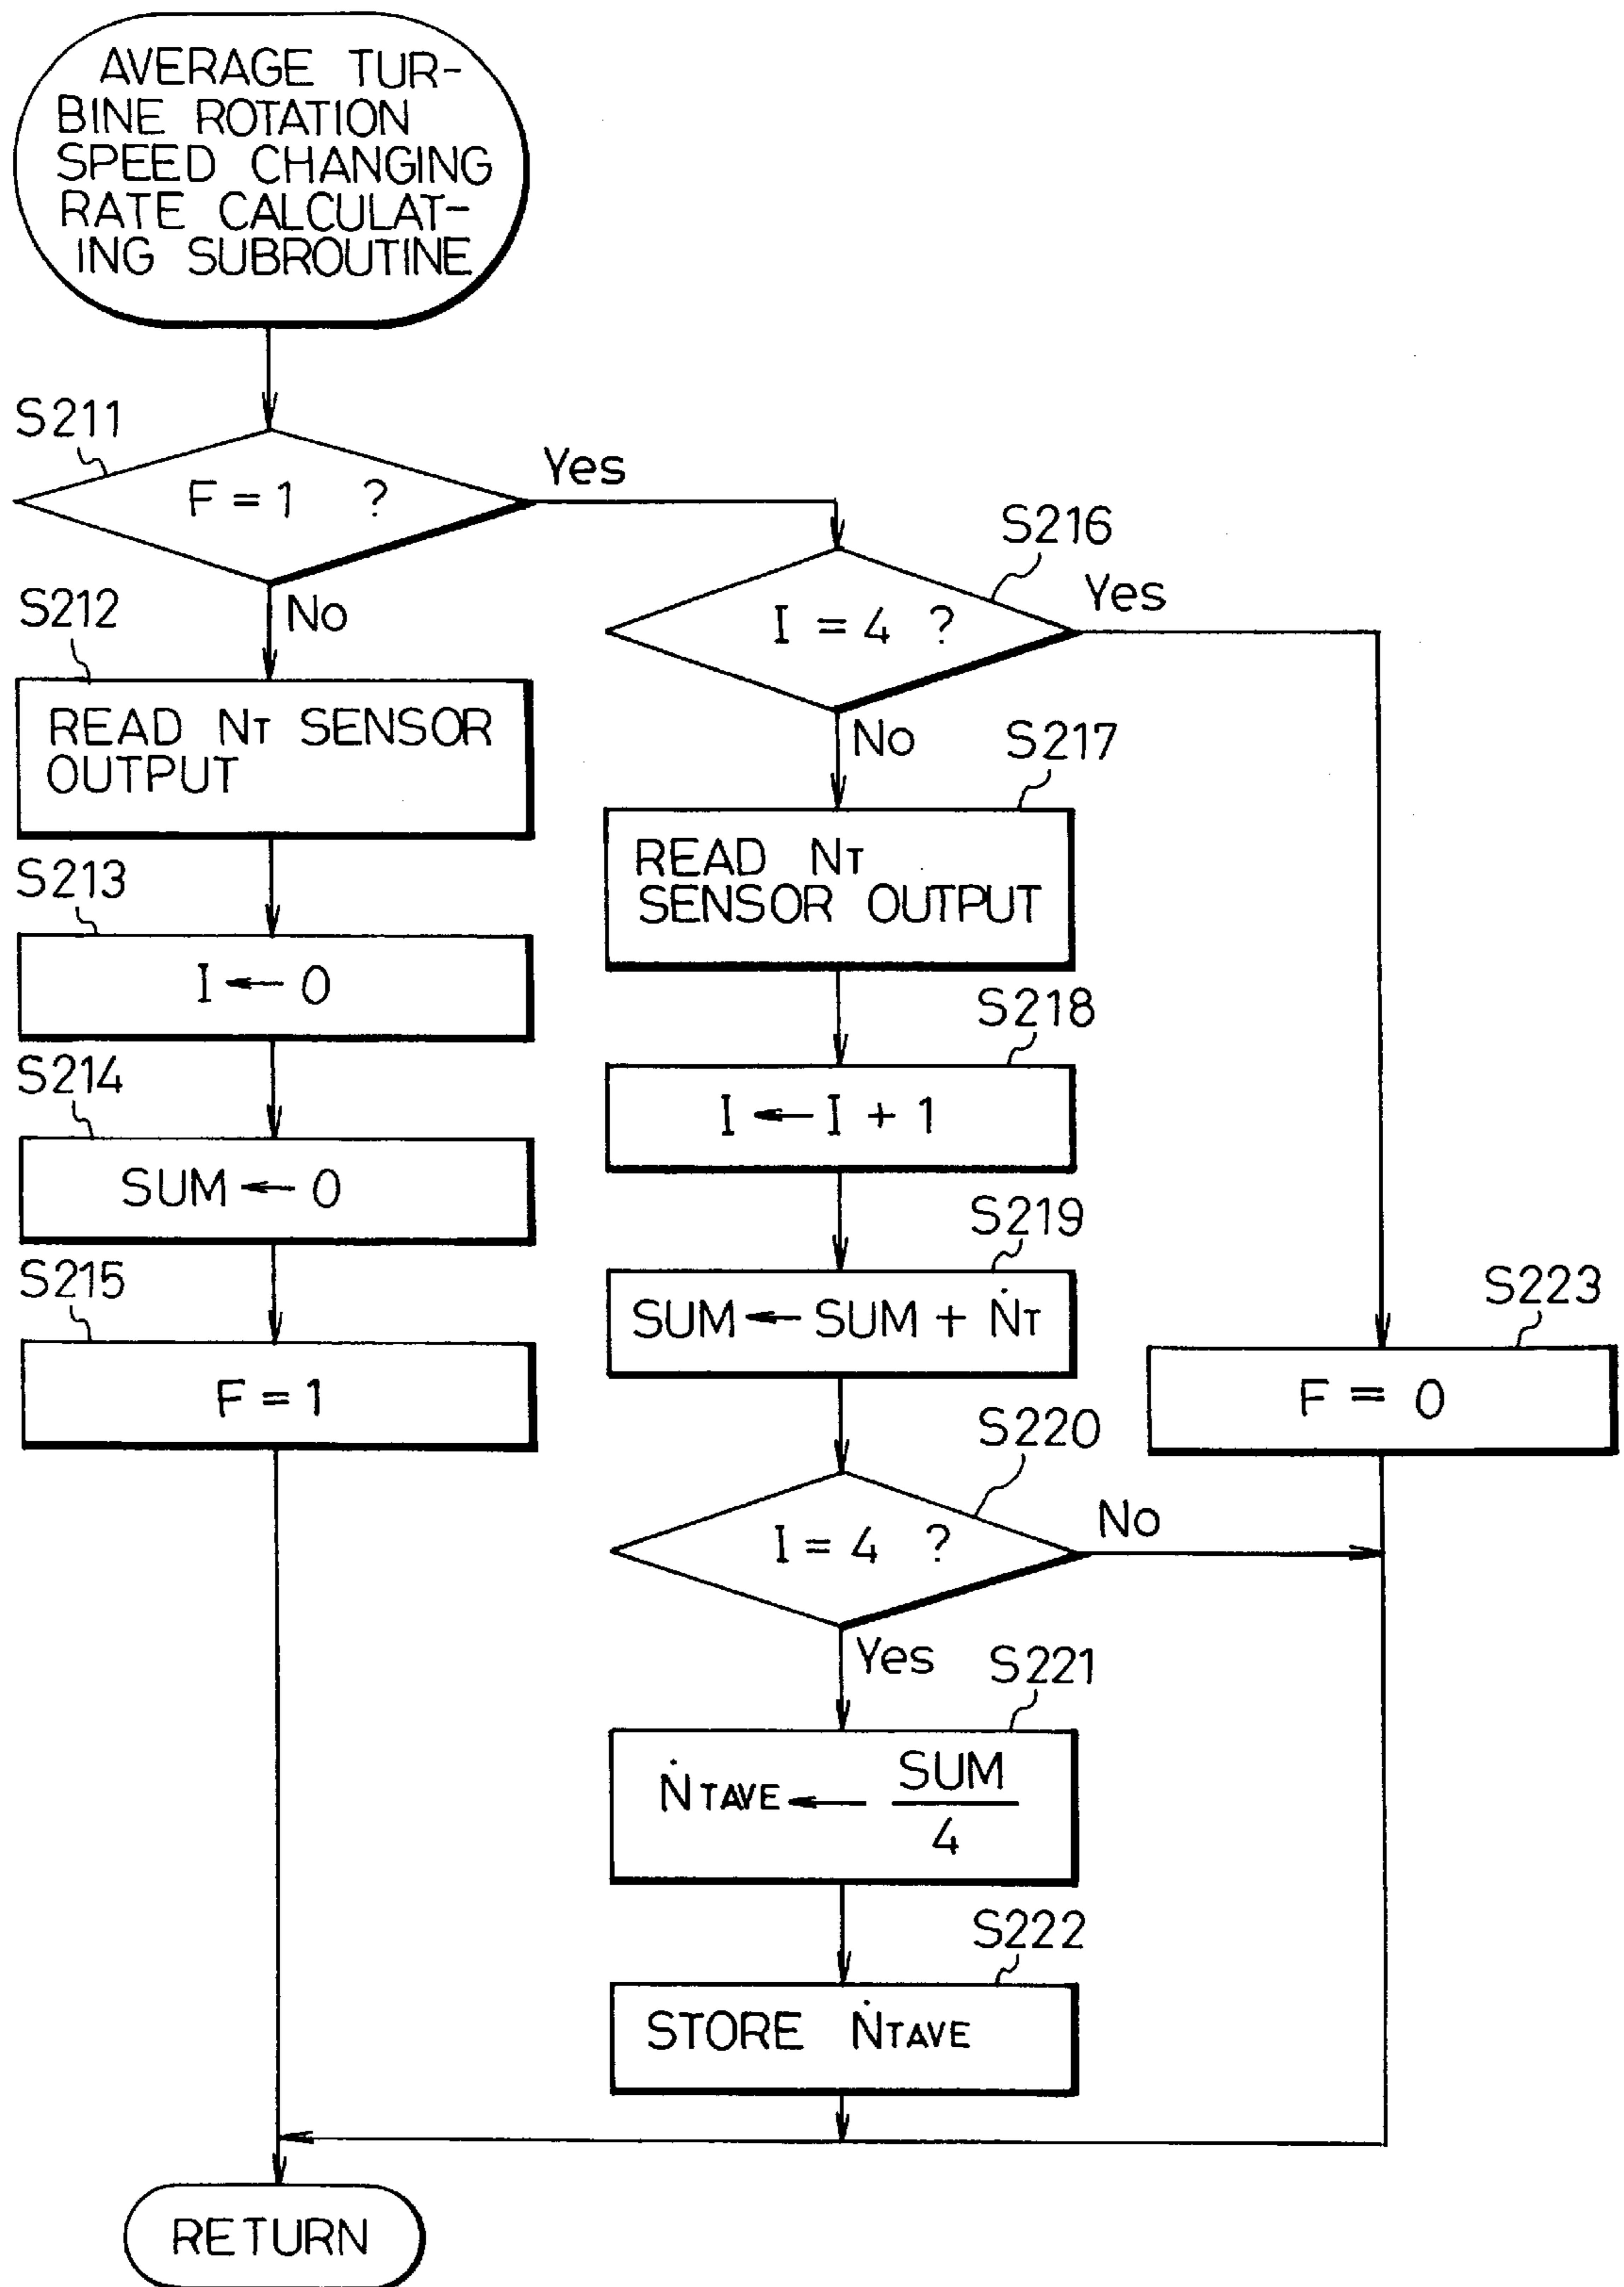 AVERAGE TUR-
BINE ROTATION
SPEED CHANGING
RATE CALCULAT-
ING SUBROUTINE
S211
F = 1 ?
Yes
No
S212
READ NT SENSOR
OUTPUT
S213
I ← 0
S214
SUM ← 0
S215
F = 1
S216
I = 4 ?
Yes
No
S217
READ NT
SENSOR OUTPUT
S218
I ← I + 1
S219
SUM ← SUM + ṄT
S220
I = 4 ?
No
Yes
S221
ṄTAVE ← SUM
4
S222
STORE ṄTAVE
S223
F = 0
RETURN